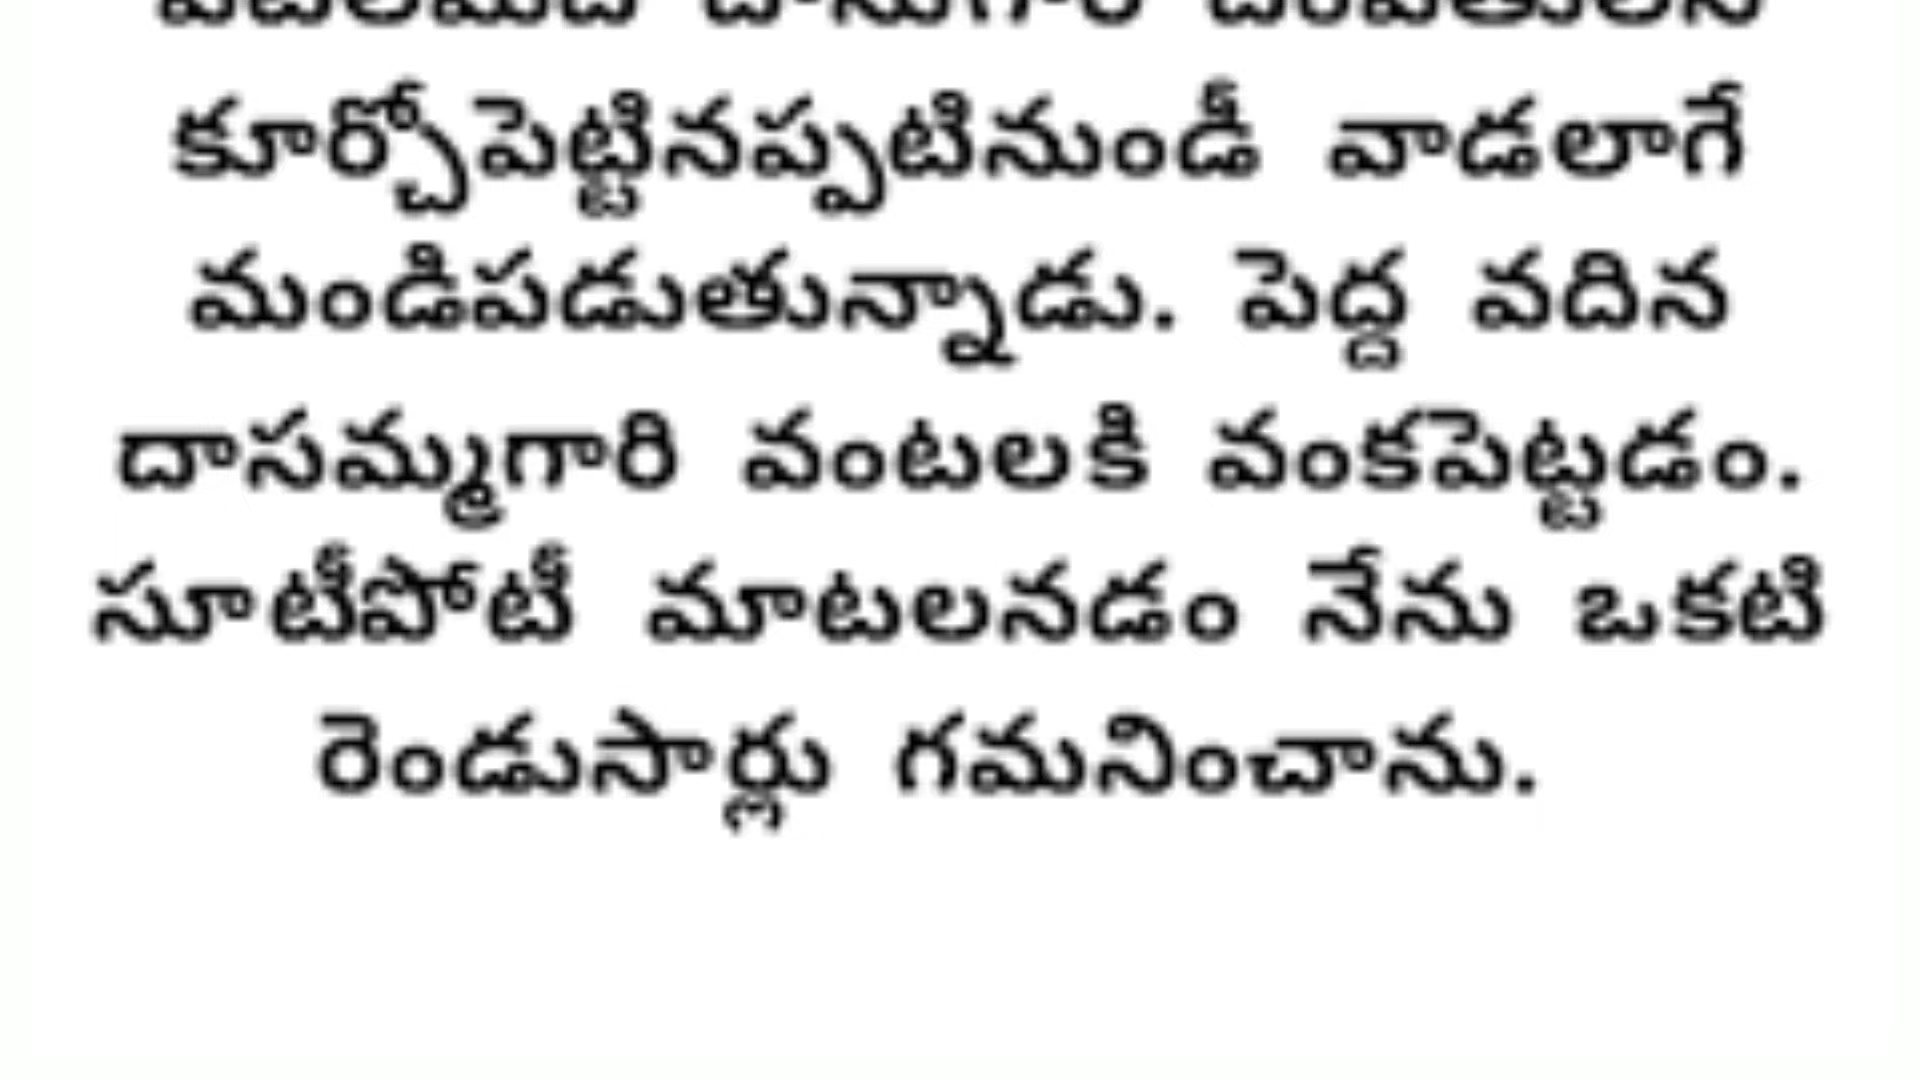 కూర్చోపెట్టినప్పటినుండీ వాడలాగే
మండిపడుతున్నాడు. పెద్ద వదిన
దాసమ్మగారి వంటలకి వంకపెట్టడం.
సూటీపోటీ మాటలనడం నేను ఒకటి
రెండుసార్లు గమనించాను.